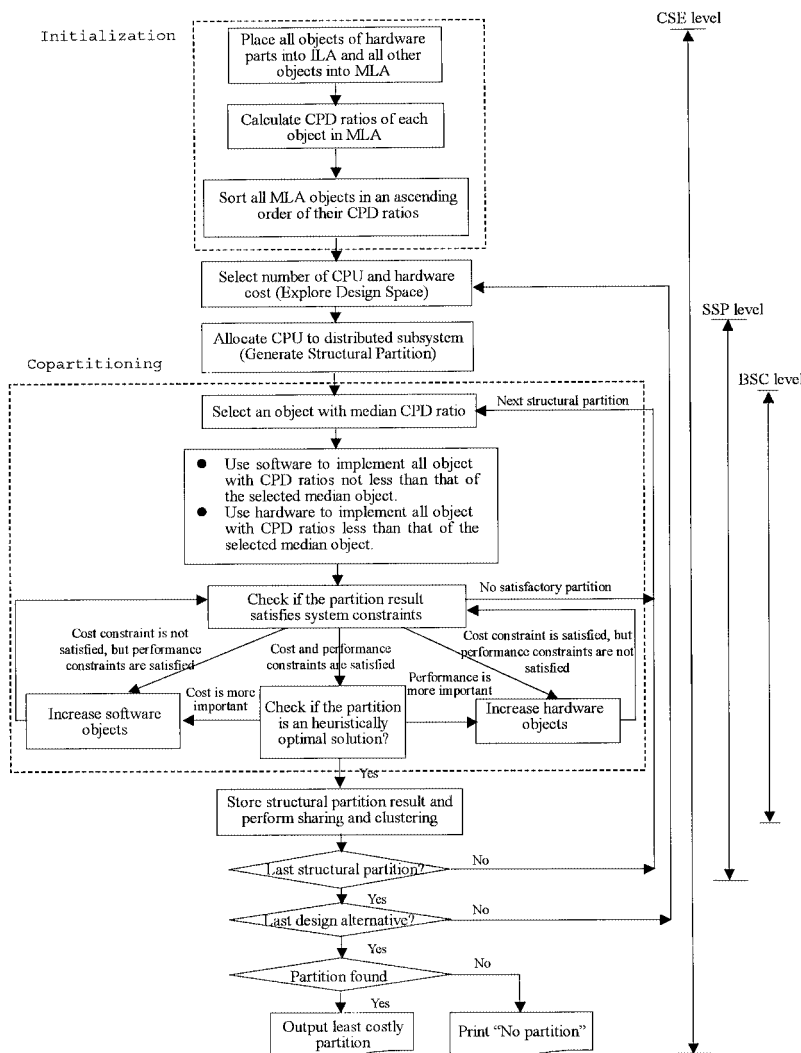 CSE level
Initialization
Place all objects of hardware
parts into ILA and all other
objects into MLA
Calculate CPD ratios of each
object in MLA
Sort all MLA objects in an ascending
order of their CPD ratios
Select number of CPU and hardware
cost (Explore Design Space)
SSP level
Allocate CPU to distributed subsystem
(Generate Structural Partition)
Copartitioning
BSC level
Select an object with median CPD ratio
Next structural partition
● Use software to implement all object
with CPD ratios not less than that of
the selected median object.
● Use hardware to implement all object
with CPD ratios less than that of the
selected median object.
Check if the partition result
satisfies system constraints
No satisfactory partition
Cost constraint is not
satisfied, but performance
constraints are satisfied
Cost and performance
constraints are satisfied
Cost constraint is satisfied, but
performance constraints are not
satisfied
Increase software
objects
Cost is more
important
Check if the partition
is an heuristically
optimal solution?
Performance is
more important
Increase hardware
objects
Yes
Store structural partition result and
perform sharing and clustering
Last structural partition?
No
Yes
Last design alternative?
No
Yes
Partition found
No
Yes
Output least costly
partition
Print “No partition”